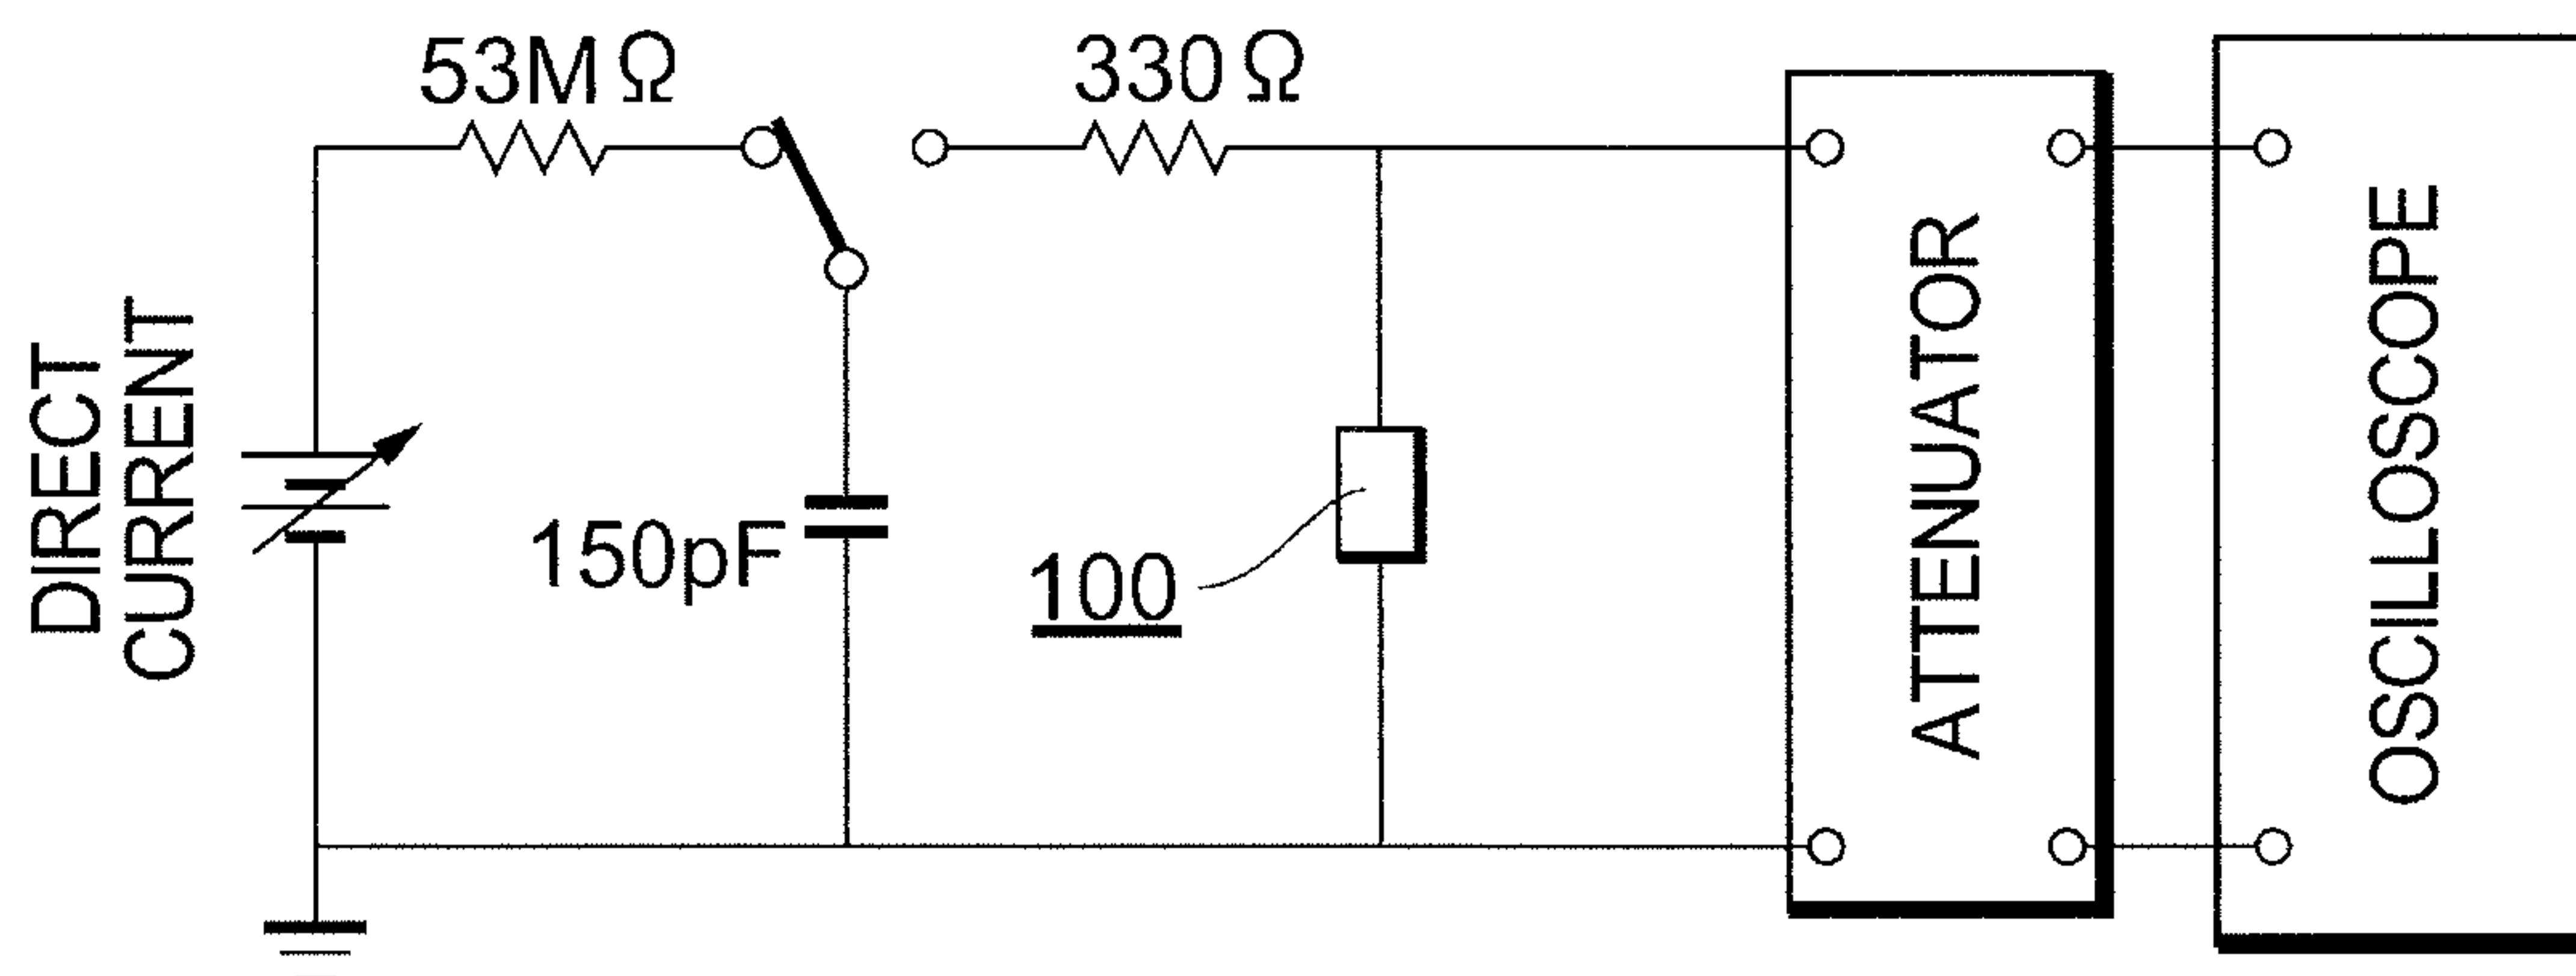 53MΩ
330Ω
DIRECT
CURRENT
150pF
100
ATTENUATOR
OSCILLOSCOPE